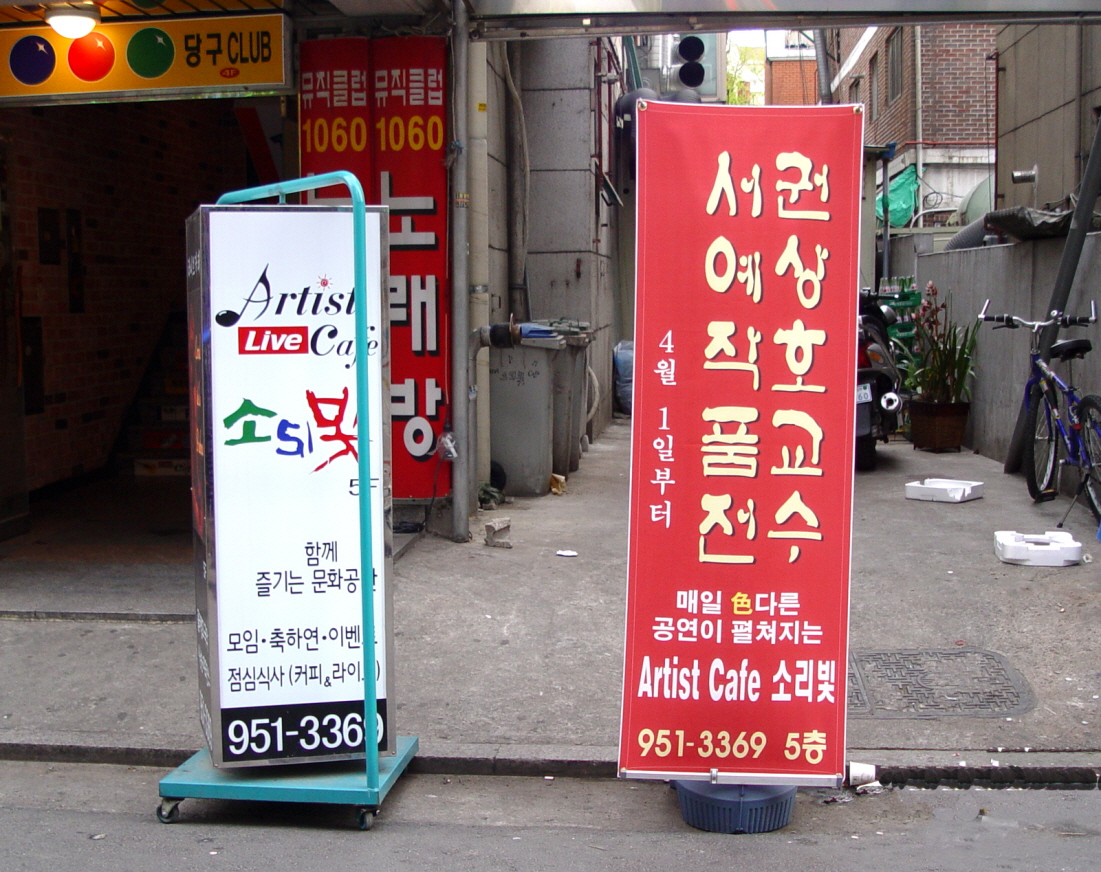 당구 CLUB
4F
뮤직클럽 뮤직클럽
1060 1060
노래방
Artist
Live Cafe
소리빛
5F
함께
즐기는 문화공간
모임·축하연·이벤트
점심식사 (커피&라이브)
951-3369
권상호교수
서예작품전
4월 1일부터
매일 色다른
공연이 펼쳐지는
Artist Cafe 소리빛
951-3369 5층